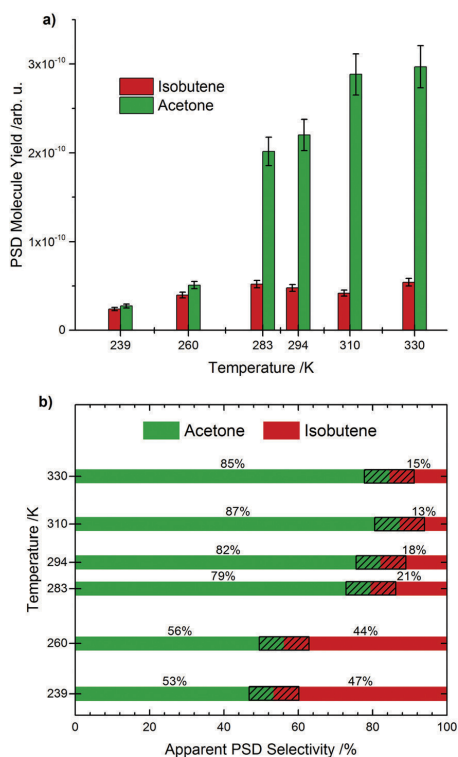 a)
3x10-10
2x10-10
1x10-10
0
PSD Molecule Yield /arb. u.
Isobutene
Acetone
239 260 283 294 310 330
Temperature /K
b)
Acetone Isobutene
330 85% 15%
310 87% 13%
294 82% 18%
283 79% 21%
260 56% 44%
239 53% 47%
Temperature /K
0 20 40 60 80 100
Apparent PSD Selectivity /%